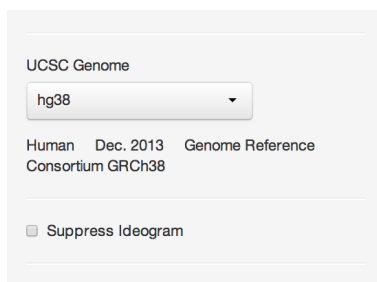 UCSC Genome
hg38
Human Dec. 2013 Genome Reference
Consortium GRCh38
Suppress Ideogram